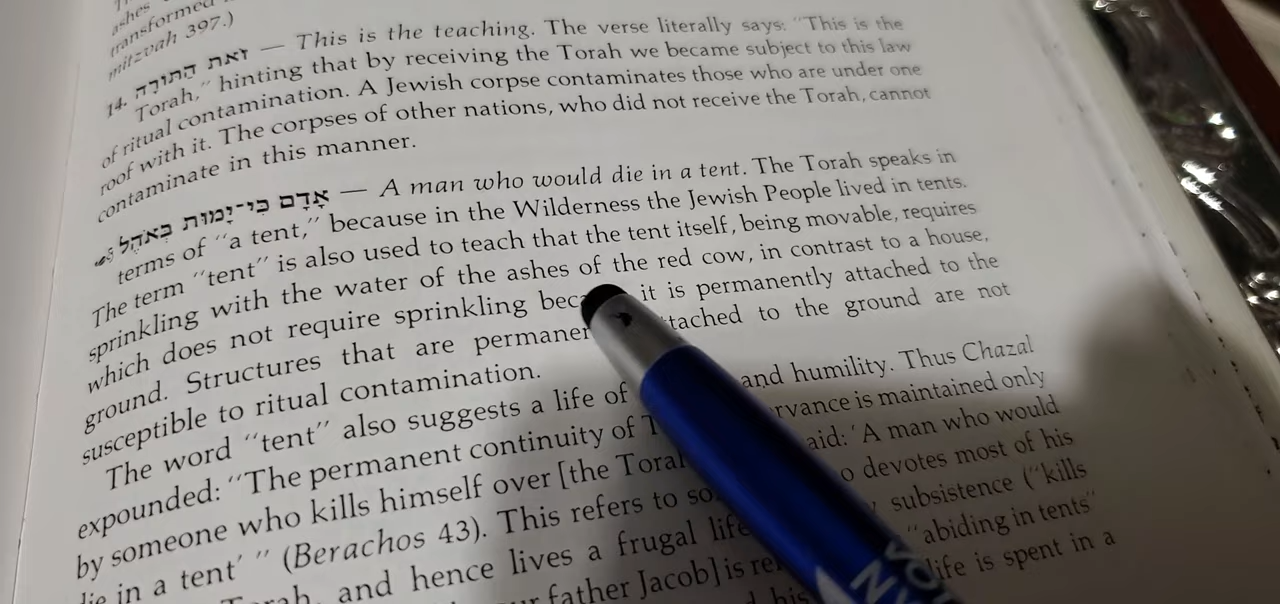 ashes
transformed
mitzvah 397.)
14. זֹאת הַתּוֹרָה — This is the teaching. The verse literally says: “This is the
Torah,” hinting that by receiving the Torah we became subject to this law
of ritual contamination. A Jewish corpse contaminates those who are under one
roof with it. The corpses of other nations, who did not receive the Torah, cannot
contaminate in this manner.
אָדָם כִּי־יָמוּת בְּאֹהֶל — A man who would die in a tent. The Torah speaks in
terms of “a tent,” because in the Wilderness the Jewish People lived in tents.
The term “tent” is also used to teach that the tent itself, being movable, requires
sprinkling with the water of the ashes of the red cow, in contrast to a house,
which does not require sprinkling bec it is permanently attached to the
ground. Structures that are permanen ttached to the ground are not
susceptible to ritual contamination.
The word “tent” also suggests a life of and humility. Thus Chazal
expounded: “The permanent continuity of T rvance is maintained only
by someone who kills himself over [the Torah aid: ‘A man who would
die in a tent’ ” (Berachos 43). This refers to so o devotes most of his
Torah, and hence lives a frugal life subsistence (“kills
our father Jacob] is re “abiding in tents”
life is spent in a